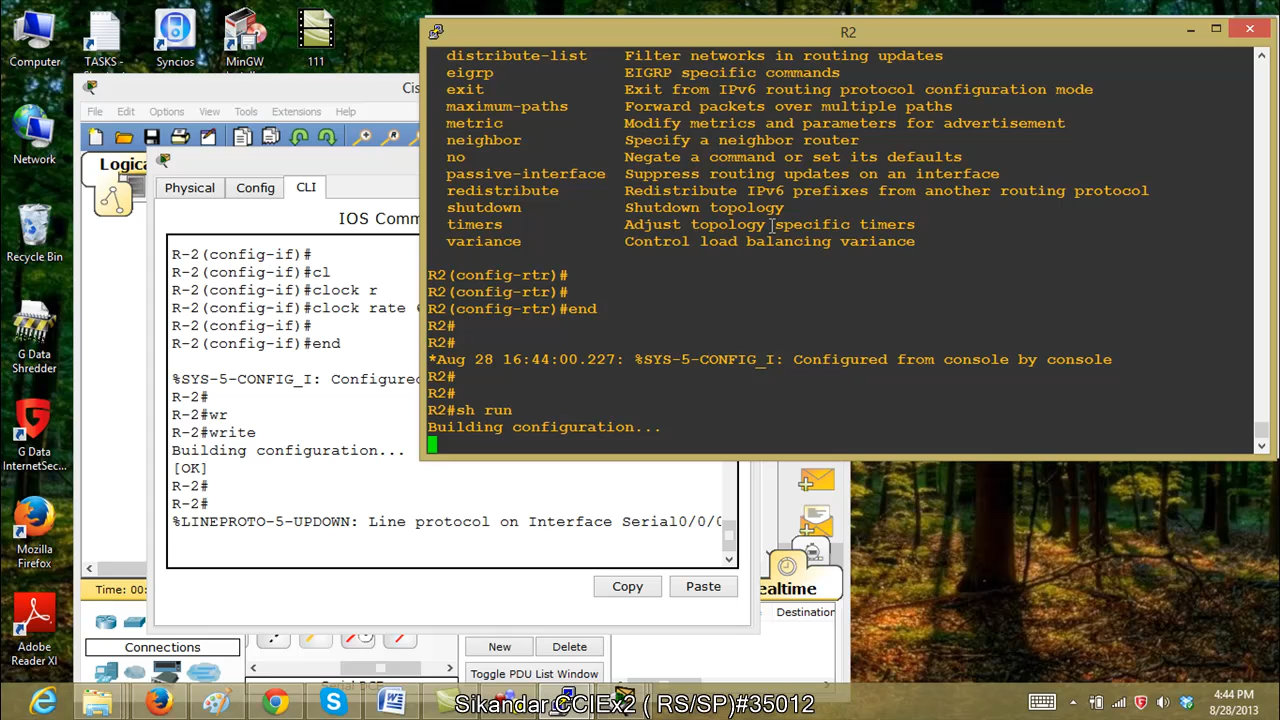 Computer
TASKS -
Syncios
MinGW
111
Network
Recycle Bin
G Data
Shredder
G Data
InternetSec...
Mozilla
Firefox
Adobe
Reader XI
Cis
File Edit Options View Tools Extensions Help
Logica
Physical Config CLI
IOS Comm
R-2(config-if)#
R-2(config-if)#cl
R-2(config-if)#clock r
R-2(config-if)#clock rate
R-2(config-if)#
R-2(config-if)#end
%SYS-5-CONFIG_I: Configured
R-2#
R-2#wr
R-2#write
Building configuration...
[OK]
R-2#
R-2#
%LINEPROTO-5-UPDOWN: Line protocol on Interface Serial0/0/0
Copy Paste
Time: 00:
Realtime
Connections
Destination
New Delete
Toggle PDU List Window
R2
distribute-list Filter networks in routing updates
eigrp EIGRP specific commands
exit Exit from IPv6 routing protocol configuration mode
maximum-paths Forward packets over multiple paths
metric Modify metrics and parameters for advertisement
neighbor Specify a neighbor router
no Negate a command or set its defaults
passive-interface Suppress routing updates on an interface
redistribute Redistribute IPv6 prefixes from another routing protocol
shutdown Shutdown topology
timers Adjust topology specific timers
variance Control load balancing variance
R2(config-rtr)#
R2(config-rtr)#
R2(config-rtr)#end
R2#
R2#
*Aug 28 16:44:00.227: %SYS-5-CONFIG_I: Configured from console by console
R2#
R2#
R2#sh run
Building configuration...
Sikandar CCIEx2 ( RS/SP)#35012
4:44 PM
8/28/2013